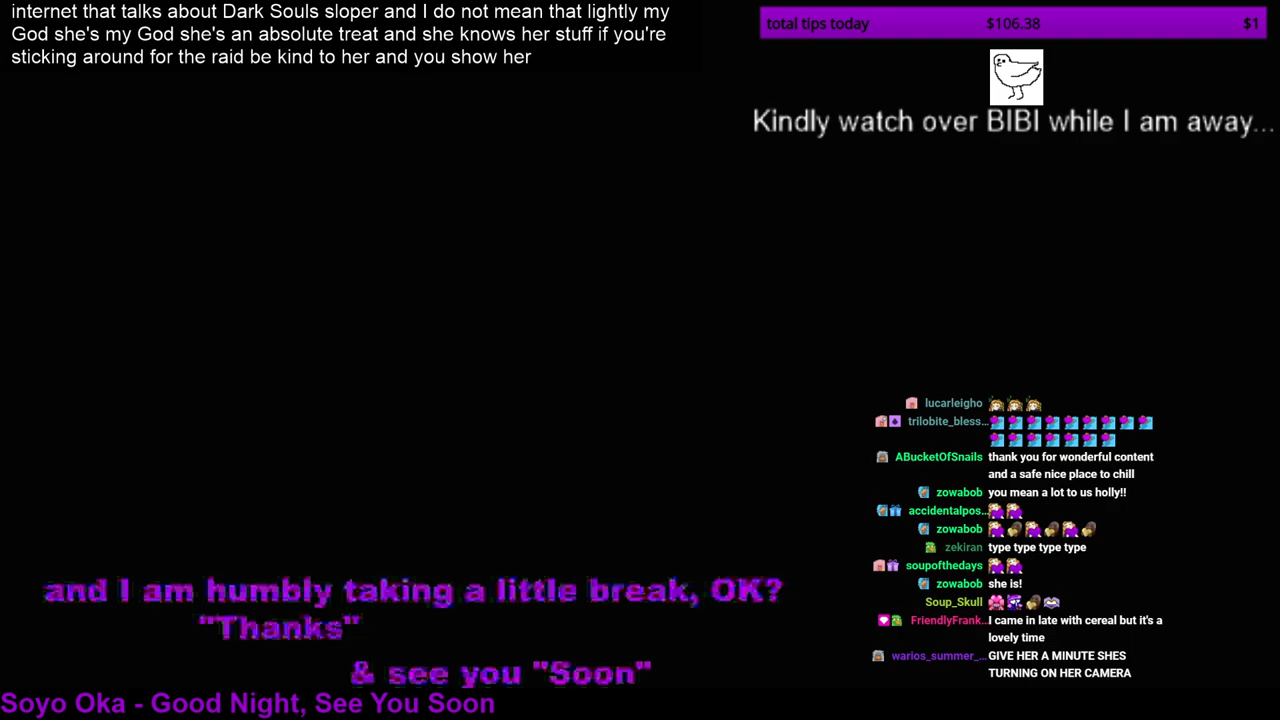 internet that talks about Dark Souls sloper and I do not mean that lightly my
God she's my God she's an absolute treat and she knows her stuff if you're
sticking around for the raid be kind to her and you show her
total tips today $106.38 $1
Kindly watch over BIBI while I am away...
lucarleigho
trilobite_bless...
ABucketOfSnails thank you for wonderful content
and a safe nice place to chill
zowabob you mean a lot to us holly!!
accidentalpos...
zowabob
zekiran type type type type
soupofthedays
zowabob she is!
Soup_Skull
FriendlyFrank... I came in late with cereal but it's a
lovely time
warios_summer_... GIVE HER A MINUTE SHES
TURNING ON HER CAMERA
and I am humbly taking a little break, OK?
"Thanks"
& see you "Soon"
Soyo Oka - Good Night, See You Soon